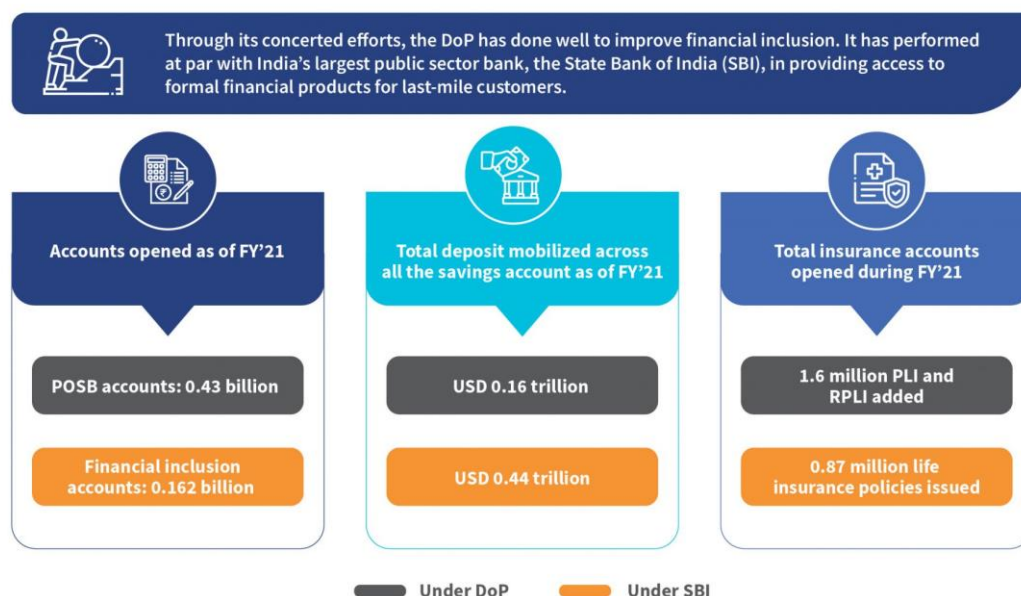 Through its concerted efforts, the DoP has done well to improve financial inclusion. It has performed
at par with India’s largest public sector bank, the State Bank of India (SBI), in providing access to
formal financial products for last-mile customers.
Accounts opened as of FY’21
POSB accounts: 0.43 billion
Financial inclusion
accounts: 0.162 billion
Total deposit mobilized across
all the savings account as of FY’21
USD 0.16 trillion
USD 0.44 trillion
Total insurance accounts
opened during FY’21
1.6 million PLI and
RPLI added
0.87 million life
insurance policies issued
Under DoP
Under SBI